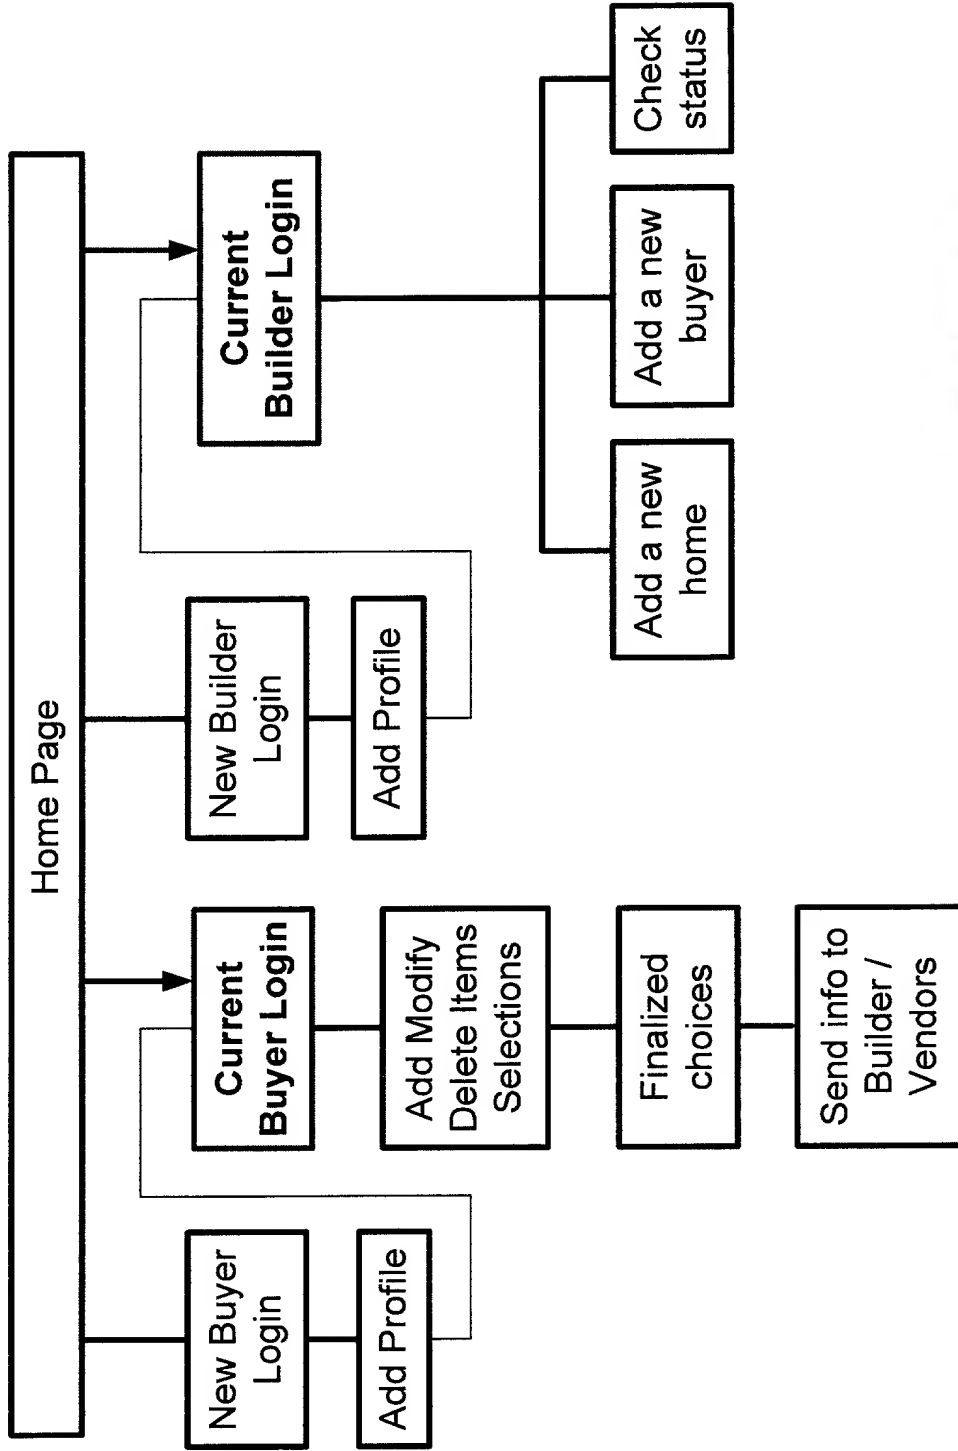 Home Page
New Buyer
Login
Add Profile
Current
Buyer Login
Add Modify
Delete Items
Selections
Finalized
choices
Send info to
Builder /
Vendors
New Builder
Login
Add Profile
Current
Builder Login
Add a new
home
Add a new
buyer
Check
status